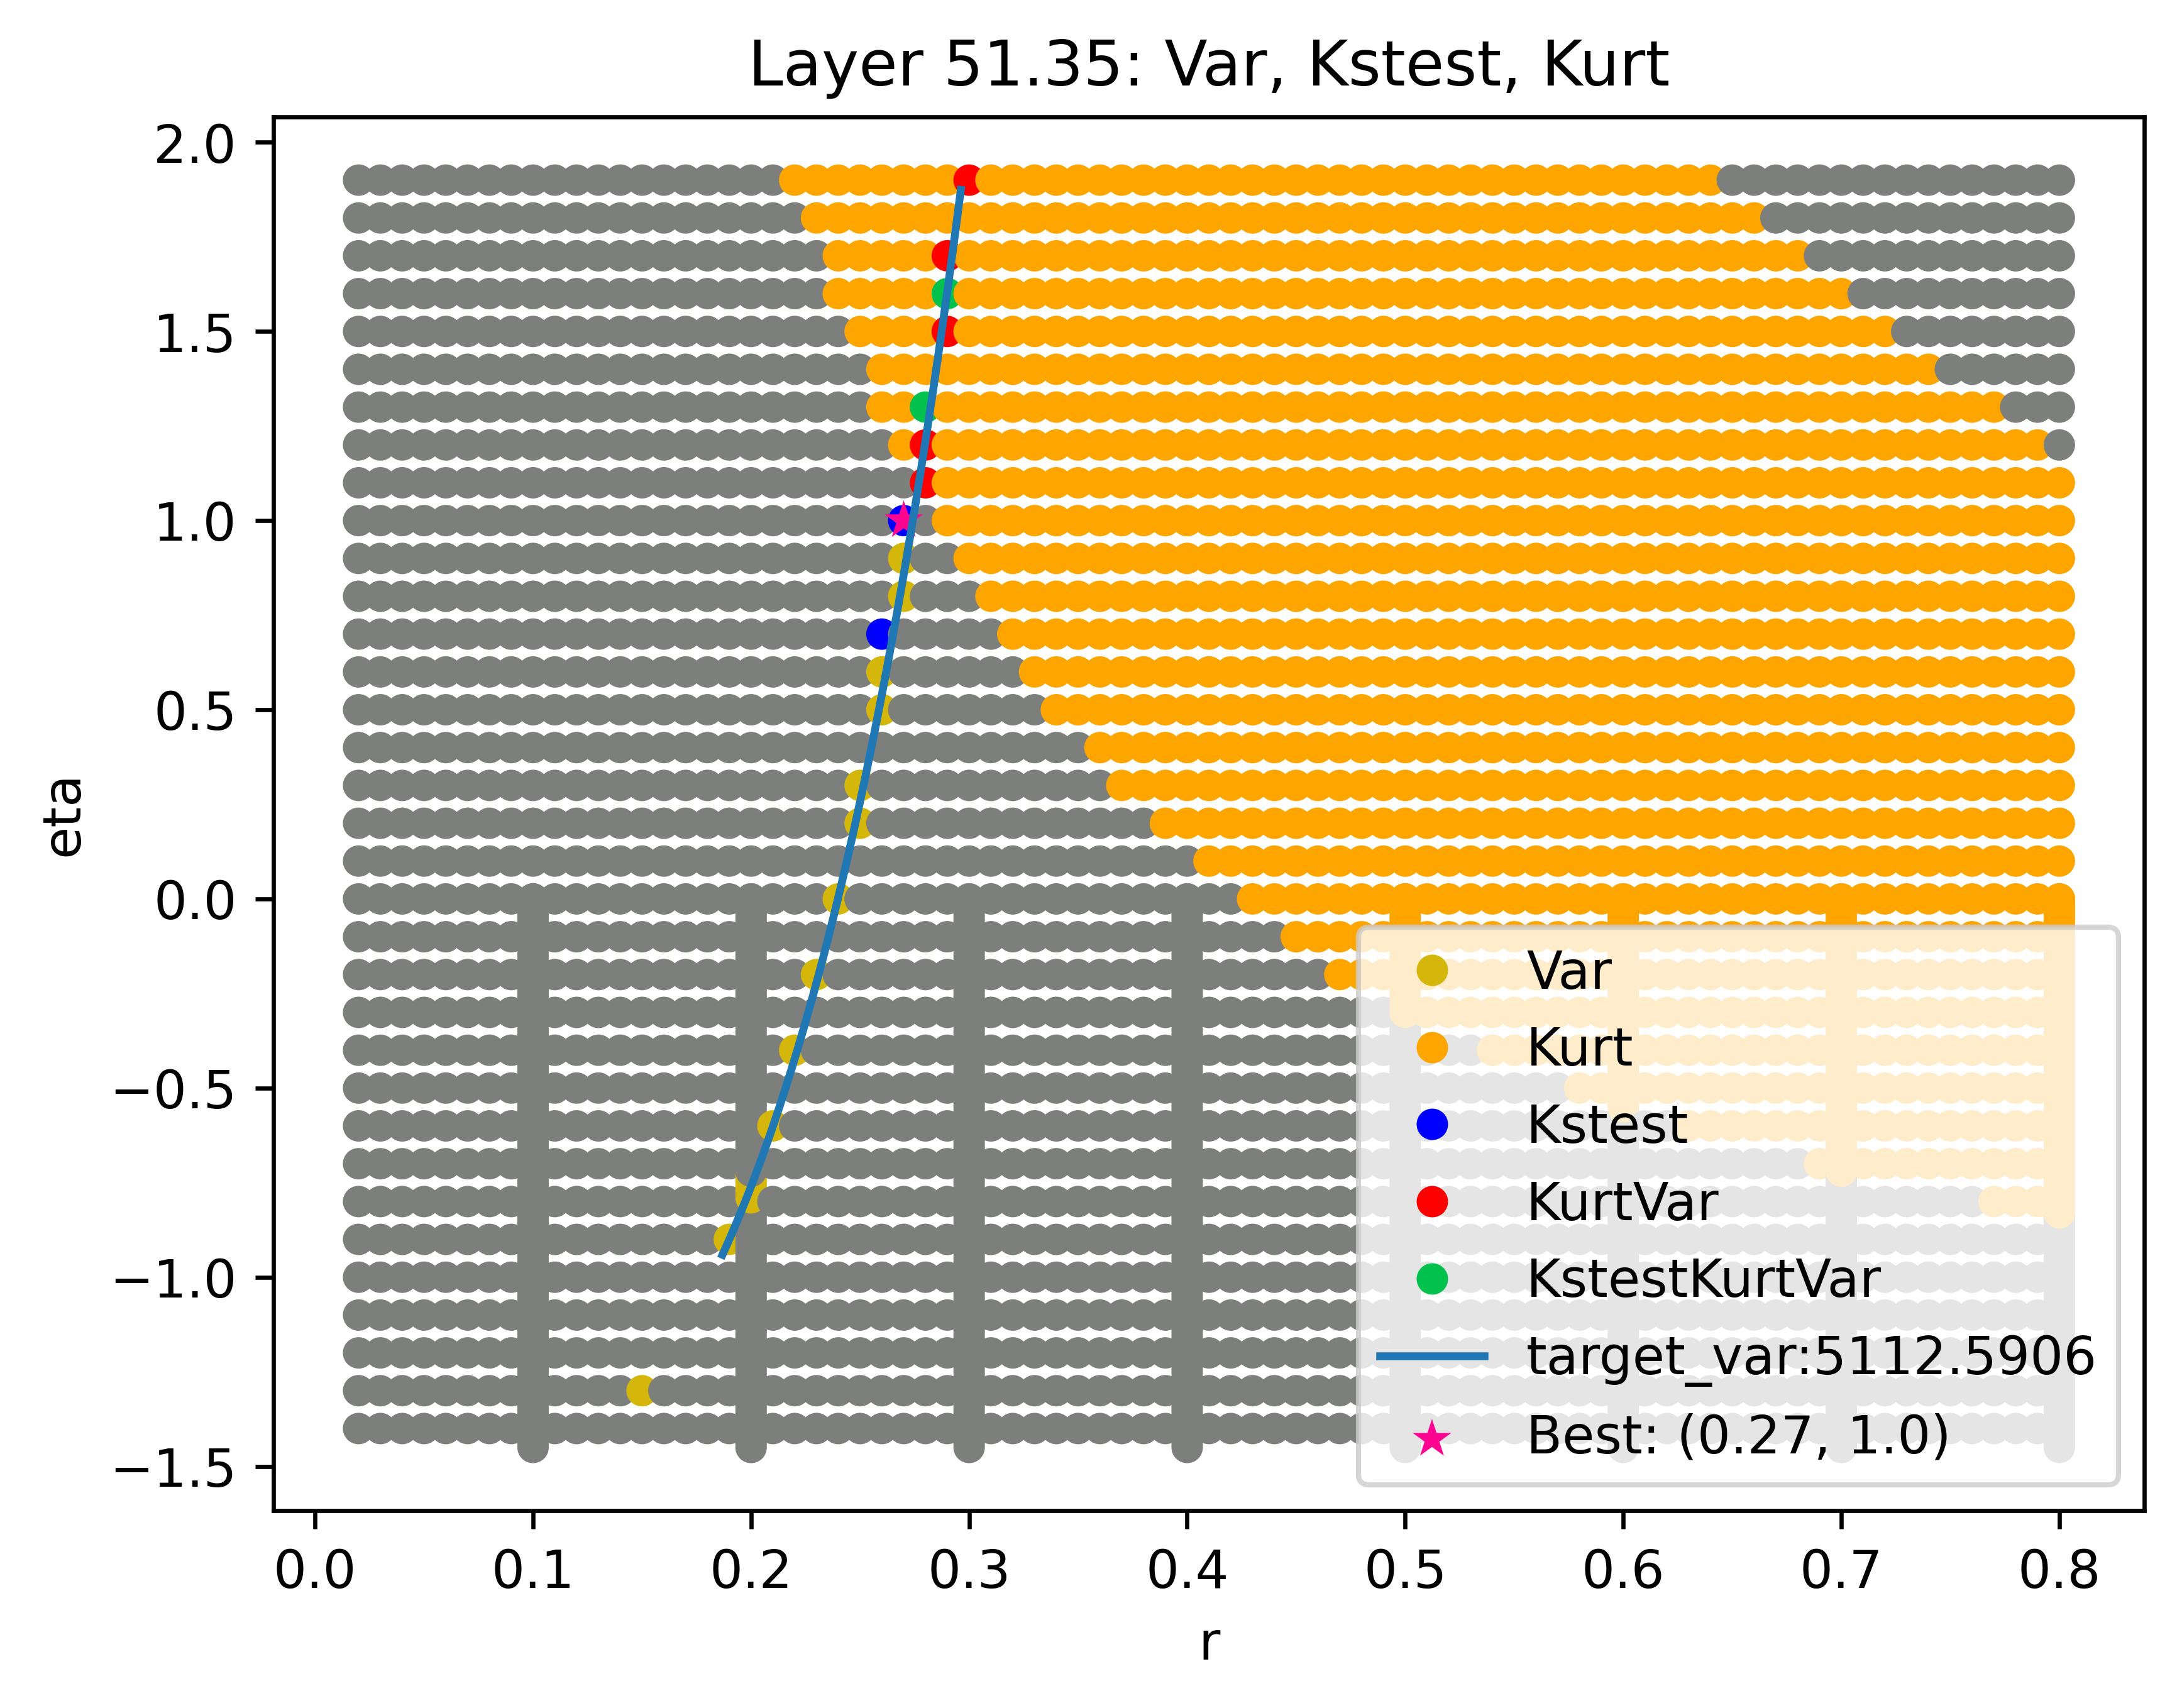 Layer 51.35: Var, Kstest, Kurt
2.0
1.5
1.0
0.5
0.0
−0.5
−1.0
−1.5
eta
Var
Kurt
Kstest
KurtVar
KstestKurtVar
target_var:5112.5906
Best: (0.27, 1.0)
0.0 0.1 0.2 0.3 0.4 0.5 0.6 0.7 0.8
r